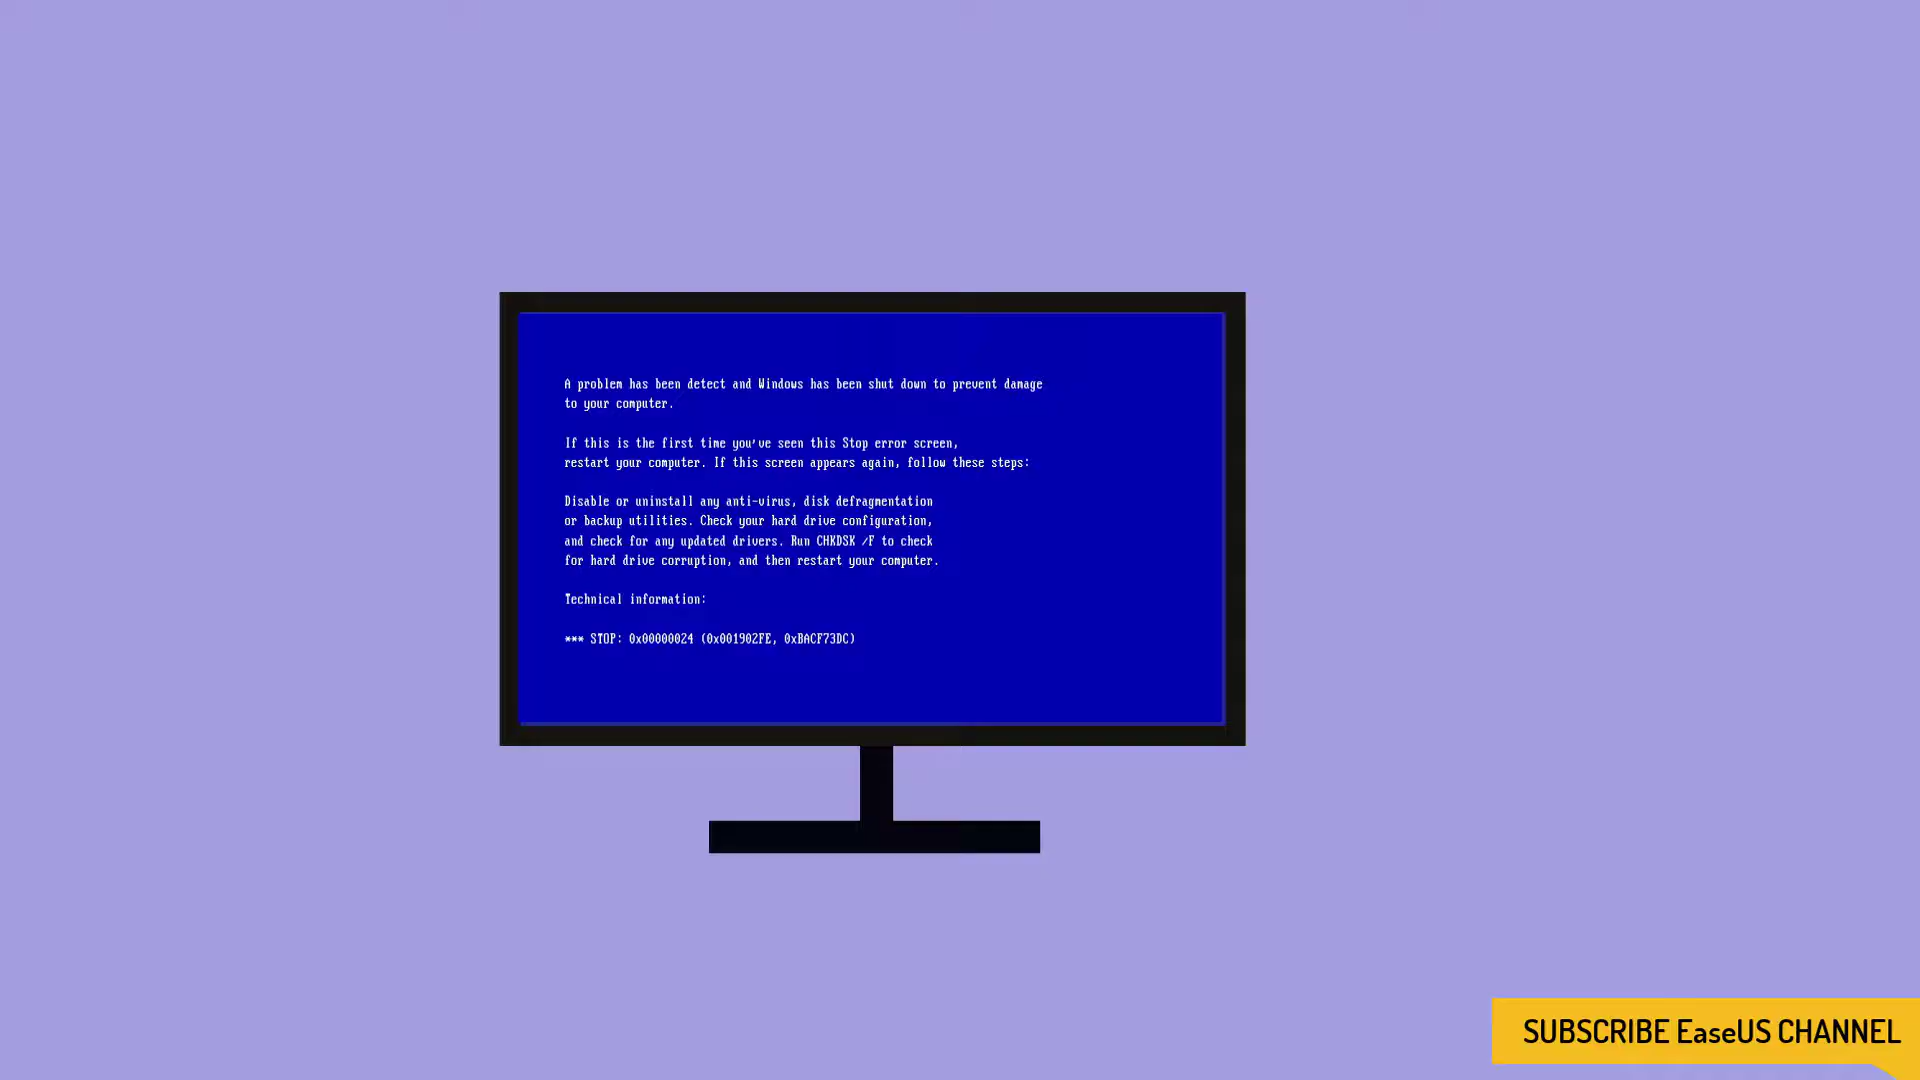 A problem has been detect and Windows has been shut down to prevent damage
to your computer.
If this is the first time you've seen this Stop error screen,
restart your computer. If this screen appears again, follow these steps:
Disable or uninstall any anti-virus, disk defragmentation
or backup utilities. Check your hard drive configuration,
and check for any updated drivers. Run CHKDSK /F to check
for hard drive corruption, and then restart your computer.
Technical information:
*** STOP: 0x00000024 (0x001902FE, 0xBACF73DC)
SUBSCRIBE EaseUS CHANNEL